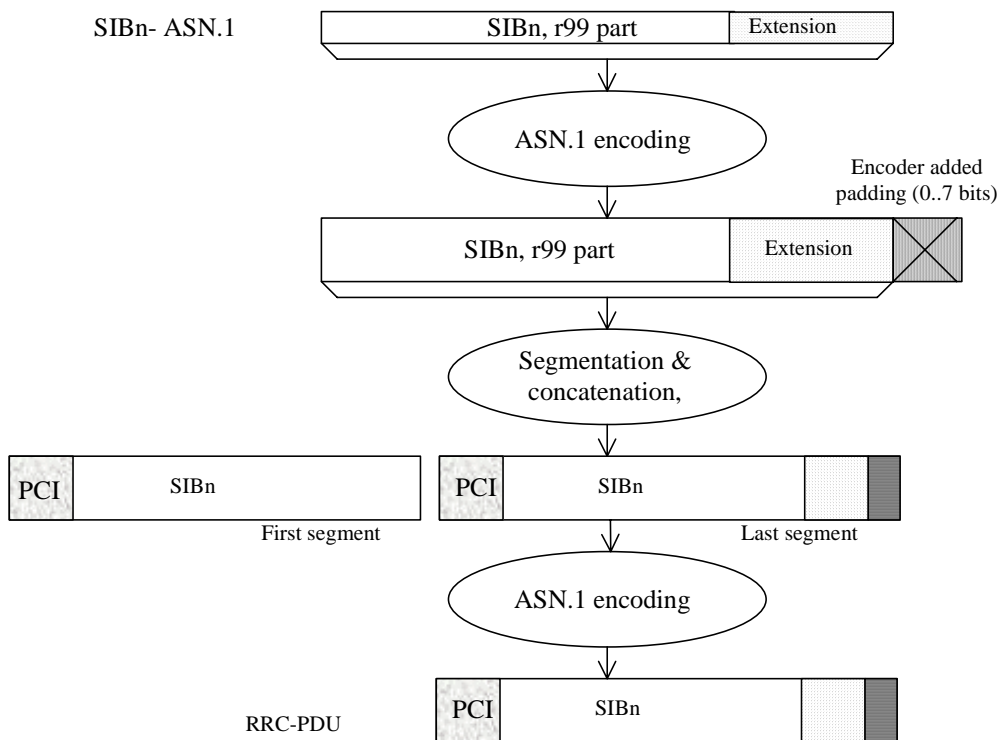 SIBn- ASN.1
SIBn, r99 part
Extension
ASN.1 encoding
Encoder added
padding (0..7 bits)
SIBn, r99 part
Extension
Segmentation &
concatenation,
PCI
SIBn
PCI
SIBn
First segment
Last segment
ASN.1 encoding
RRC-PDU
PCI
SIBn